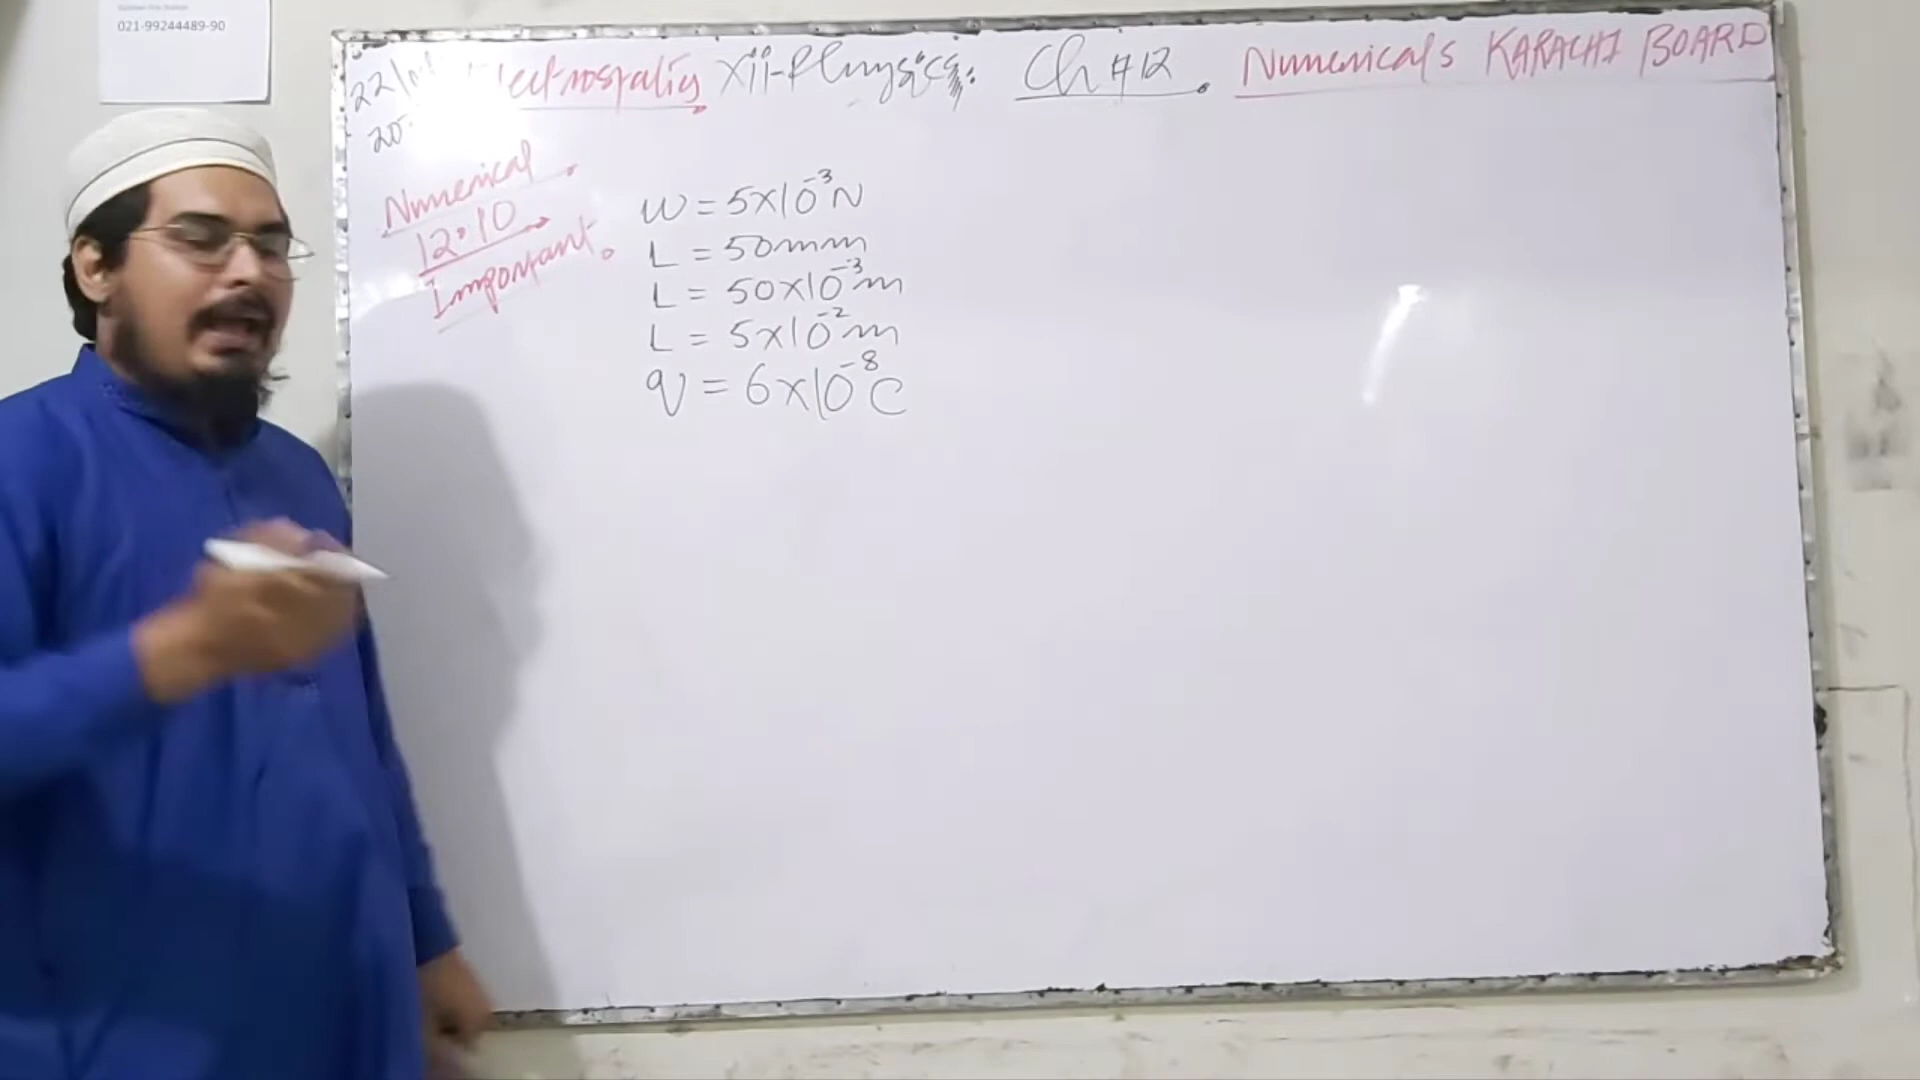 021-99244489-90
Xii-Physics: Ch #12. Numericals KARACHI BOARD
Numerical
12.10
Important.
W = 5×10⁻³N
L = 50mm
L = 50×10⁻³m
L = 5×10⁻²m
q = 6×10⁻⁸C